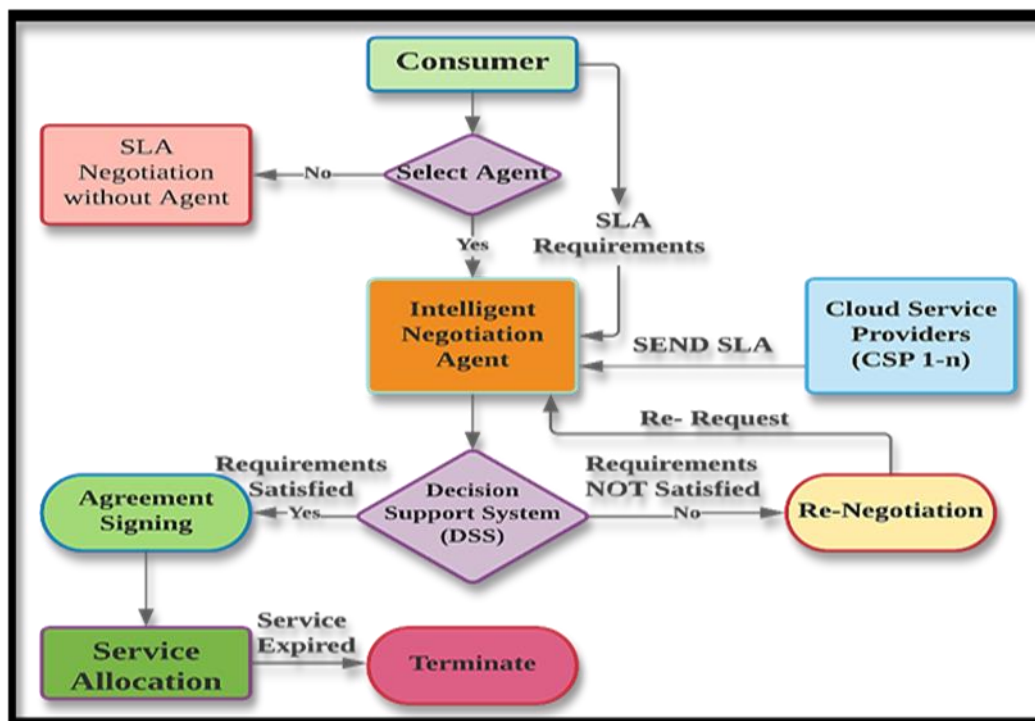 Consumer
SLA
Negotiation
without Agent
No
Select Agent
Yes
SLA
Requirements
Intelligent
Negotiation
Agent
SEND SLA
Cloud Service
Providers
(CSP 1-n)
Re- Request
Requirements
Satisfied
Yes
Decision
Support System
(DSS)
Requirements
NOT Satisfied
No
Re-Negotiation
Agreement
Signing
Service
Allocation
Service
Expired
Terminate